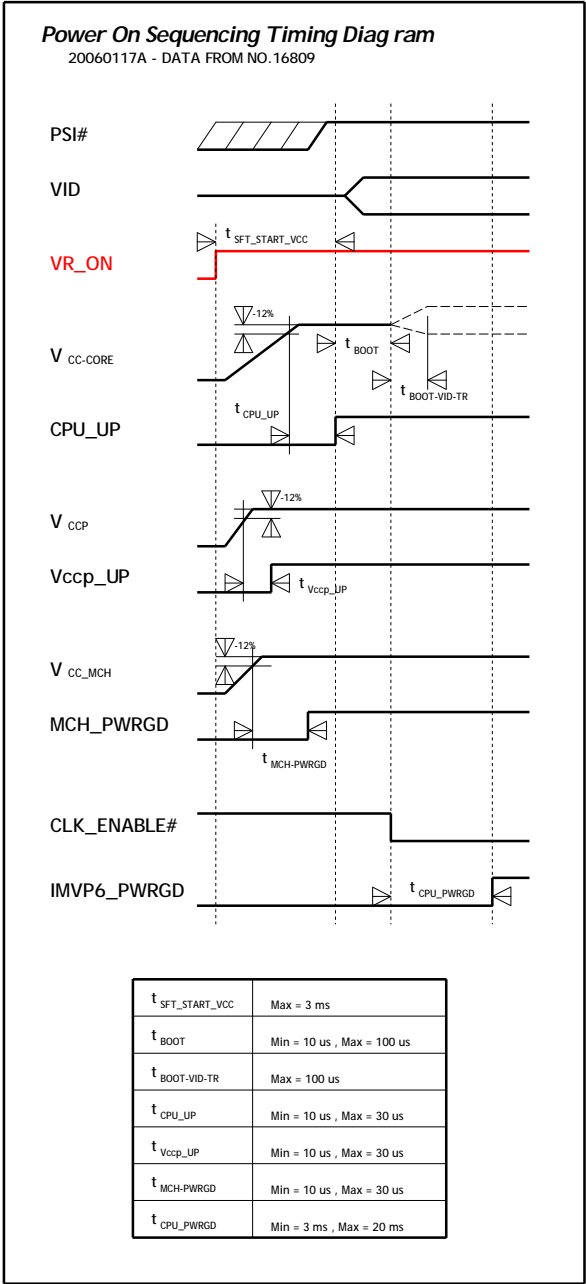 Power On Sequencing Timing Diag ram
20060117A - DATA FROM NO.16809
PSI#
VID
t SFT_START_VCC
VR_ON
-12%
V CC-CORE
t BOOT
t BOOT-VID-TR
t CPU_UP
CPU_UP
-12%
V CCP
Vccp_UP
t Vccp_UP
-12%
V CC_MCH
MCH_PWRGD
t MCH-PWRGD
CLK_ENABLE#
IMVP6_PWRGD
t CPU_PWRGD
t SFT_START_VCC Max = 3 ms
t BOOT Min = 10 us , Max = 100 us
t BOOT-VID-TR Max = 100 us
t CPU_UP Min = 10 us , Max = 30 us
t Vccp_UP Min = 10 us , Max = 30 us
t MCH-PWRGD Min = 10 us , Max = 30 us
t CPU_PWRGD Min = 3 ms , Max = 20 ms